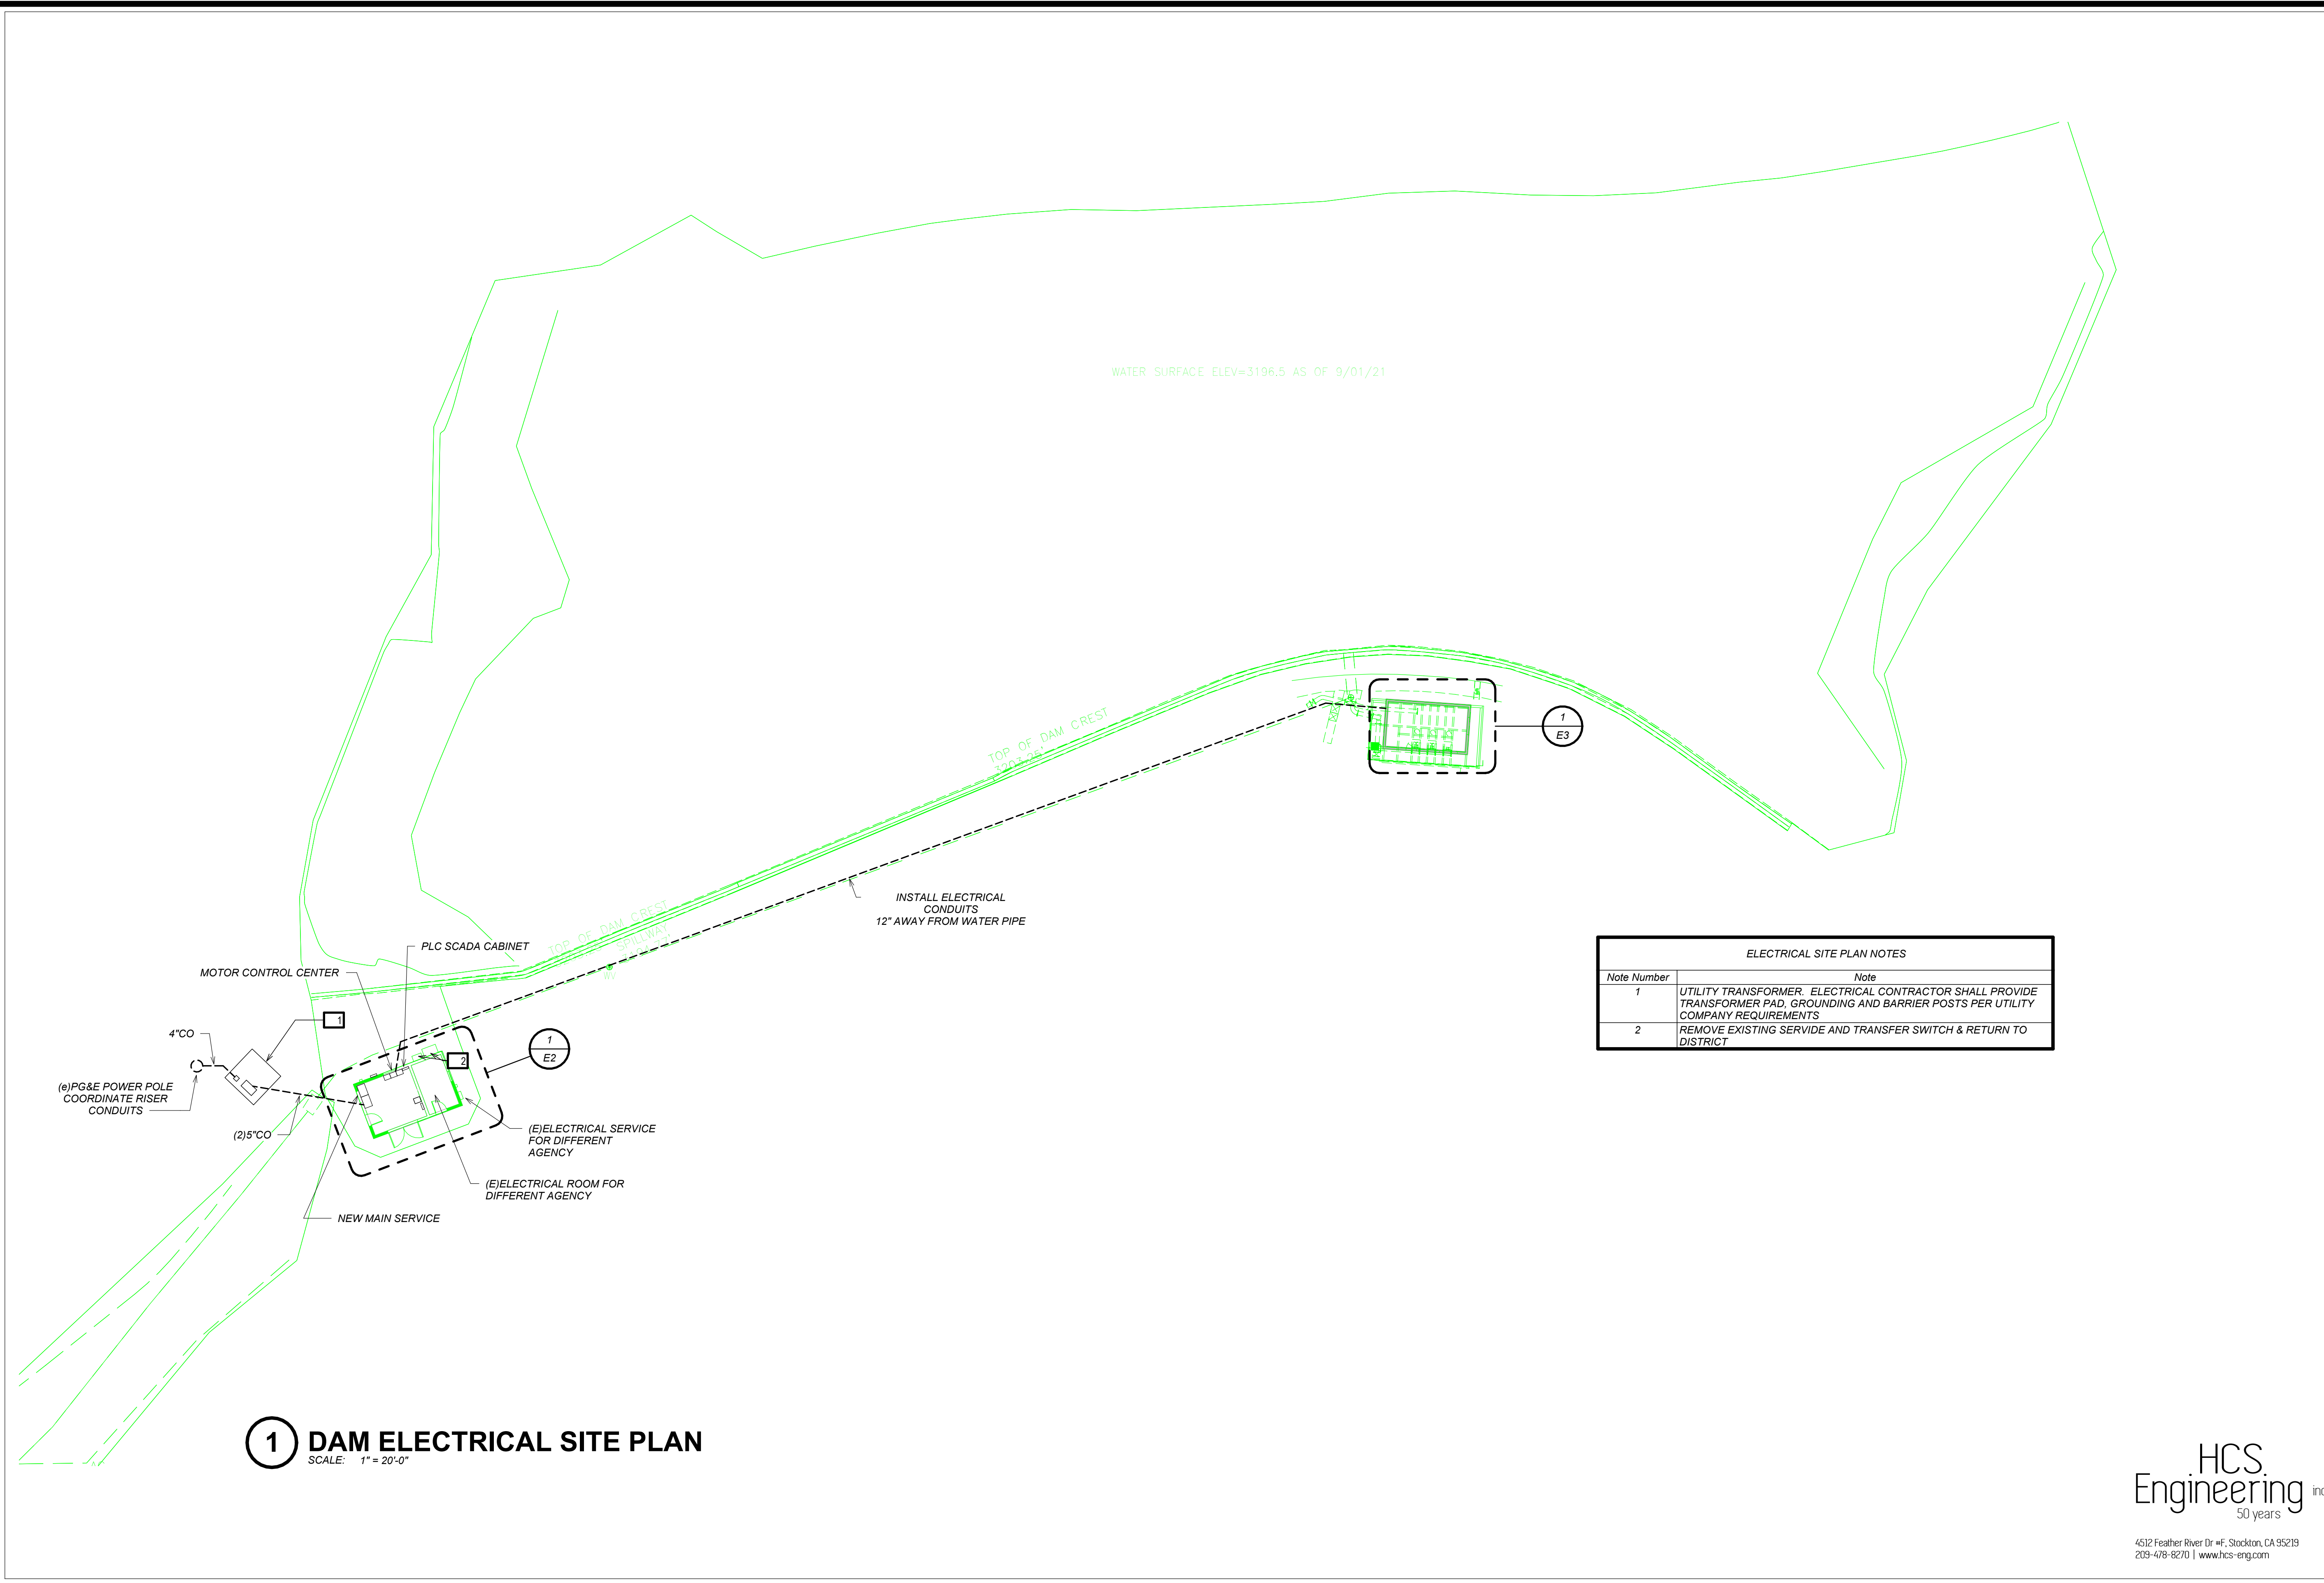 WATER SURFACE ELEV=3196.5 AS OF 9/01/21
TOP OF DAM CREST
1
E3
INSTALL ELECTRICAL
CONDUITS
12" AWAY FROM WATER PIPE
TOP OF DAM CREST
SPILLWAY
PLC SCADA CABINET
MOTOR CONTROL CENTER
1
4"CO
2
1
E2
(e)PG&E POWER POLE
COORDINATE RISER
CONDUITS
(2)5"CO
(E)ELECTRICAL SERVICE
FOR DIFFERENT
AGENCY
(E)ELECTRICAL ROOM FOR
DIFFERENT AGENCY
NEW MAIN SERVICE
ELECTRICAL SITE PLAN NOTES
Note Number Note
1 UTILITY TRANSFORMER. ELECTRICAL CONTRACTOR SHALL PROVIDE
TRANSFORMER PAD, GROUNDING AND BARRIER POSTS PER UTILITY
COMPANY REQUIREMENTS
2 REMOVE EXISTING SERVIDE AND TRANSFER SWITCH & RETURN TO
DISTRICT
1 DAM ELECTRICAL SITE PLAN
SCALE: 1" = 20'-0"
HCS
Engineering
50 years
4512 Feather River Dr #F, Stockton, CA 95219
209-478-8270 | www.hcs-eng.com